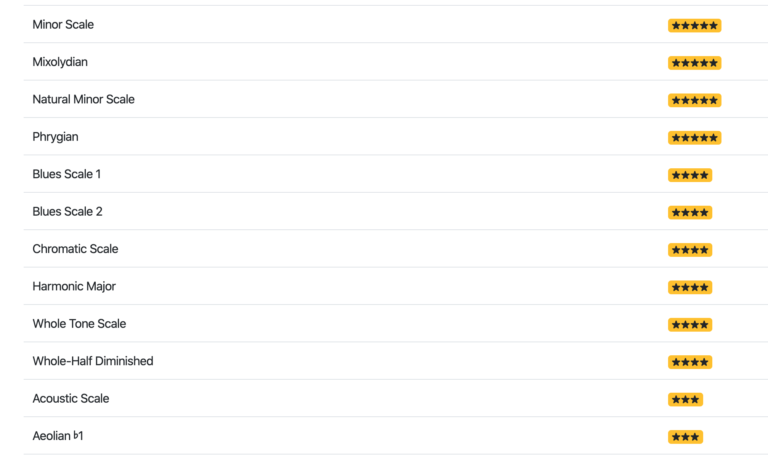 Minor Scale ★★★★★
Mixolydian ★★★★★
Natural Minor Scale ★★★★★
Phrygian ★★★★★
Blues Scale 1 ★★★★
Blues Scale 2 ★★★★
Chromatic Scale ★★★★
Harmonic Major ★★★★
Whole Tone Scale ★★★★
Whole-Half Diminished ★★★★
Acoustic Scale ★★★
Aeolian ♭1 ★★★